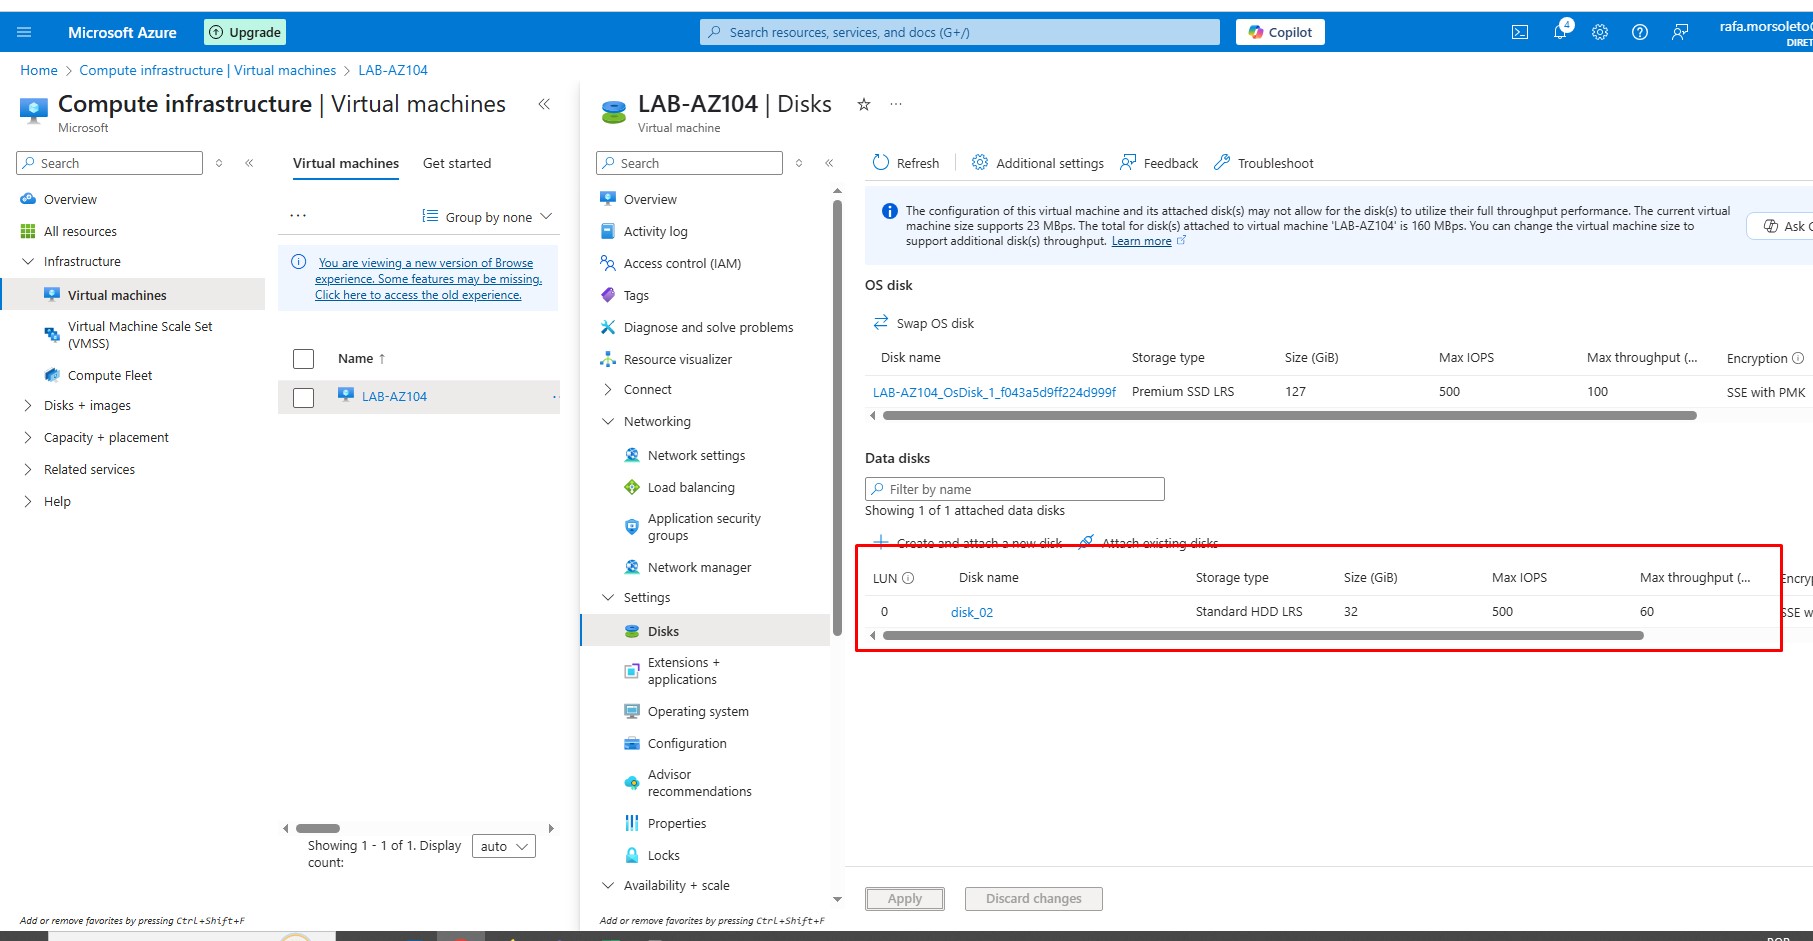 Microsoft Azure
Upgrade
Search resources, services, and docs (G+/)
Copilot
4
rafa.morsoleto
DIRET
Home > Compute infrastructure | Virtual machines > LAB-AZ104
Compute infrastructure | Virtual machines
Microsoft
Search
Overview
All resources
Infrastructure
Virtual machines
Virtual Machine Scale Set
(VMSS)
Compute Fleet
Disks + images
Capacity + placement
Related services
Help
Add or remove favorites by pressing Ctrl+Shift+F
Virtual machines
Get started
Group by none
You are viewing a new version of Browse
experience. Some features may be missing.
Click here to access the old experience.
Name ↑
LAB-AZ104
Showing 1 - 1 of 1. Display
count:
auto
LAB-AZ104 | Disks
Virtual machine
Search
Overview
Activity log
Access control (IAM)
Tags
Diagnose and solve problems
Resource visualizer
Connect
Networking
Network settings
Load balancing
Application security
groups
Network manager
Settings
Disks
Extensions +
applications
Operating system
Configuration
Advisor
recommendations
Properties
Locks
Availability + scale
Add or remove favorites by pressing Ctrl+Shift+F
Refresh
Additional settings
Feedback
Troubleshoot
The configuration of this virtual machine and its attached disk(s) may not allow for the disk(s) to utilize their full throughput performance. The current virtual
machine size supports 23 MBps. The total for disk(s) attached to virtual machine 'LAB-AZ104' is 160 MBps. You can change the virtual machine size to
support additional disk(s) throughput. Learn more
Ask C
OS disk
Swap OS disk
Disk name Storage type Size (GiB) Max IOPS Max throughput (... Encryption
LAB-AZ104_OsDisk_1_f043a5d9ff224d999f Premium SSD LRS 127 500 100 SSE with PMK
Data disks
Filter by name
Showing 1 of 1 attached data disks
Create and attach a new disk
Attach existing disks
LUN Disk name Storage type Size (GiB) Max IOPS Max throughput (... Encryp
0 disk_02 Standard HDD LRS 32 500 60 SSE w
Apply
Discard changes